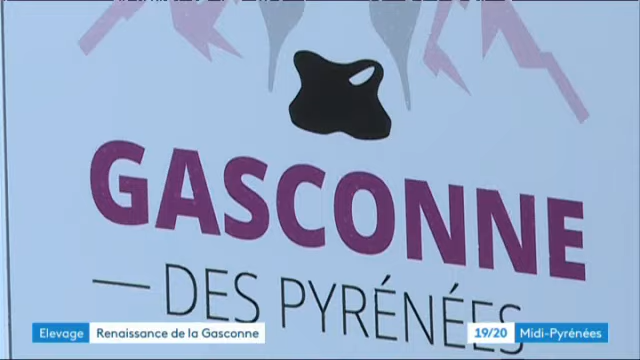 GASCONNE
— DES PYRÉNÉES
Elevage Renaissance de la Gasconne
19/20 Midi-Pyrénées